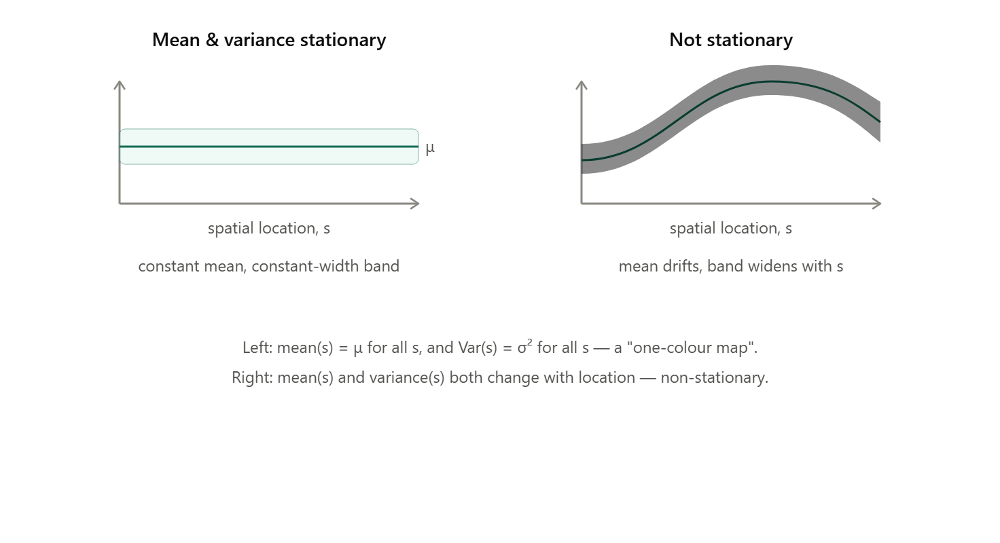 Mean & variance stationary
Not stationary
μ
spatial location, s
spatial location, s
constant mean, constant-width band
mean drifts, band widens with s
Left: mean(s) = μ for all s, and Var(s) = σ² for all s — a "one-colour map".
Right: mean(s) and variance(s) both change with location — non-stationary.